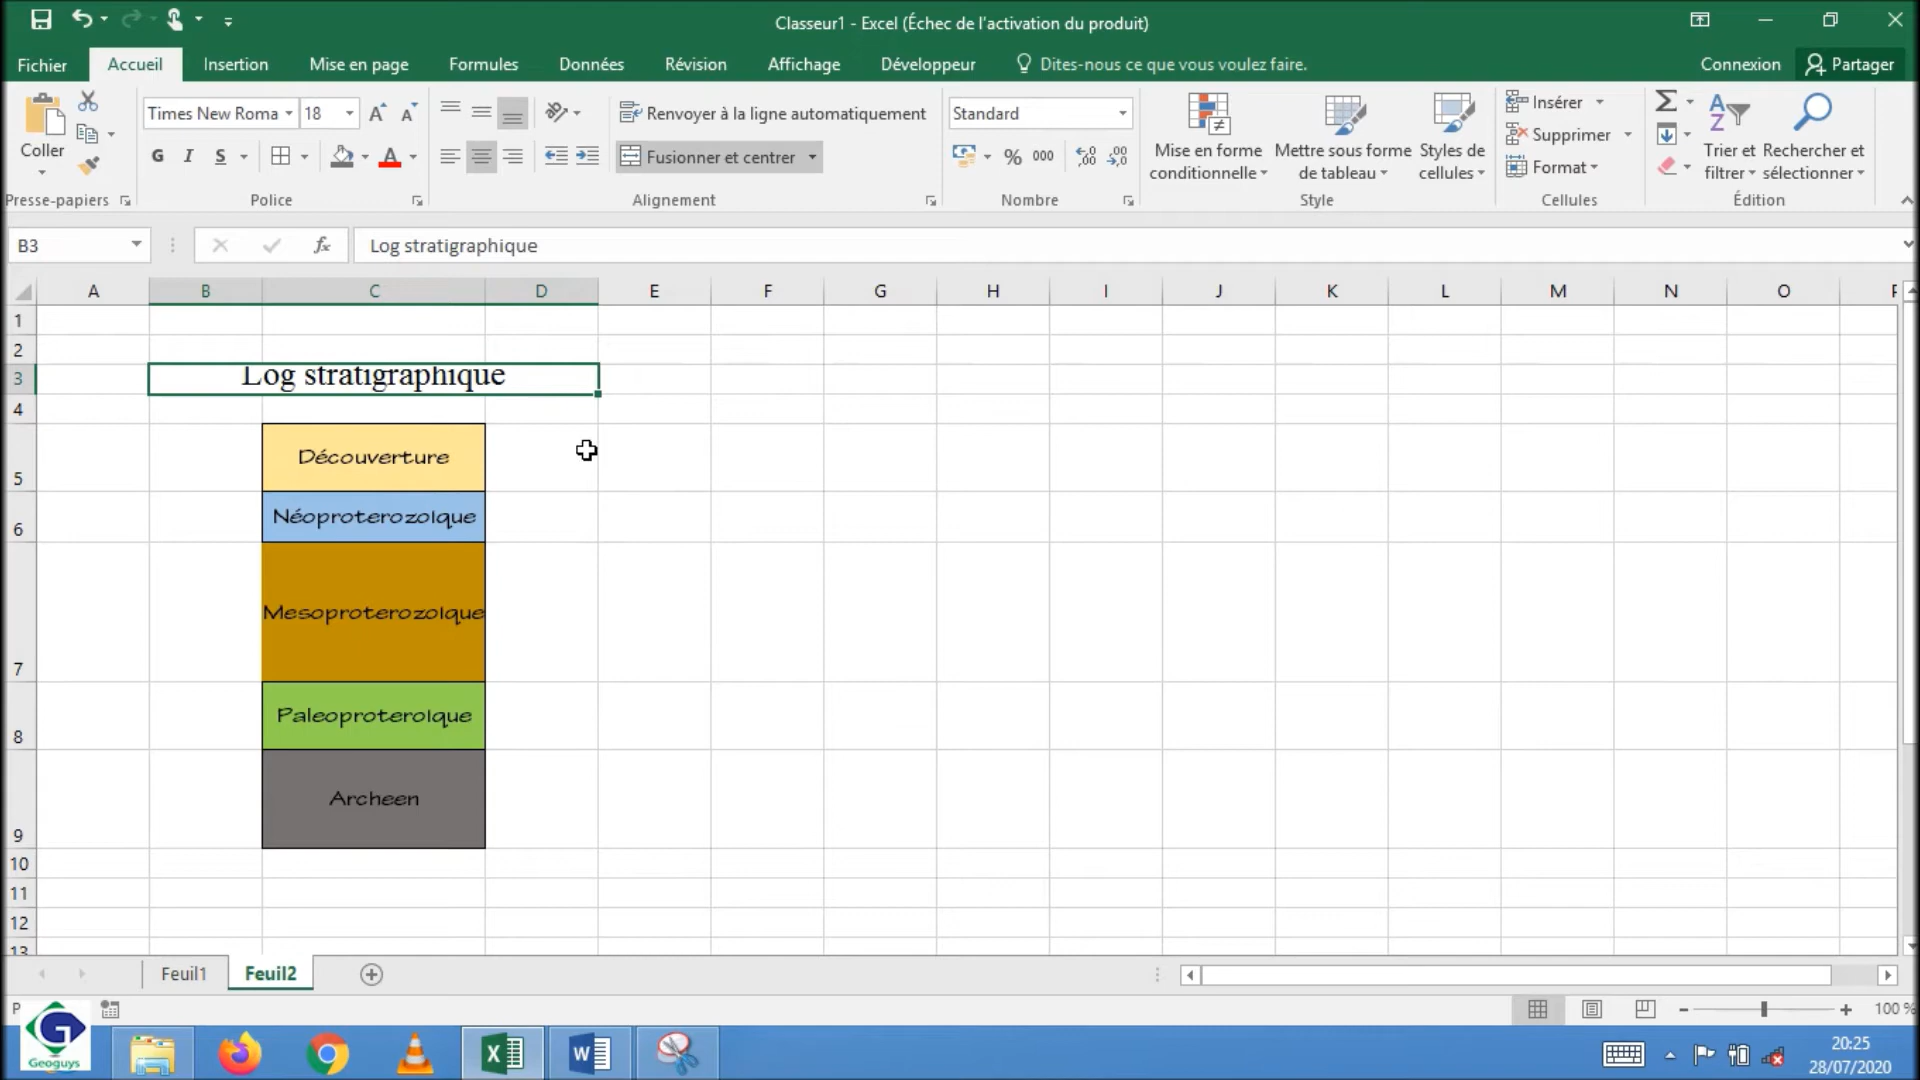 Classeur1 - Excel (Échec de l'activation du produit)
Fichier Accueil Insertion Mise en page Formules Données Révision Affichage Développeur Dites-nous ce que vous voulez faire. Connexion Partager
Times New Roma 18 Renvoyer à la ligne automatiquement Standard Insérer
Coller G I S A Fusionner et centrer % 000 Mise en forme conditionnelle Mettre sous forme de tableau Styles de cellules Supprimer Format Trier et filtrer Rechercher et sélectionner
Presse-papiers Police Alignement Nombre Style Cellules Édition
B3 fx Log stratigraphique
A B C D E F G H I J K L M N O
1
2
3 Log stratigraphique
4
5 Découverture
6 NéoproterozoIque
7 MesoproterozoIque
8 PaleoproteroIque
9 Archeen
10
11
12
13
Feuil1 Feuil2
100 %
Geoguys
20:25
28/07/2020